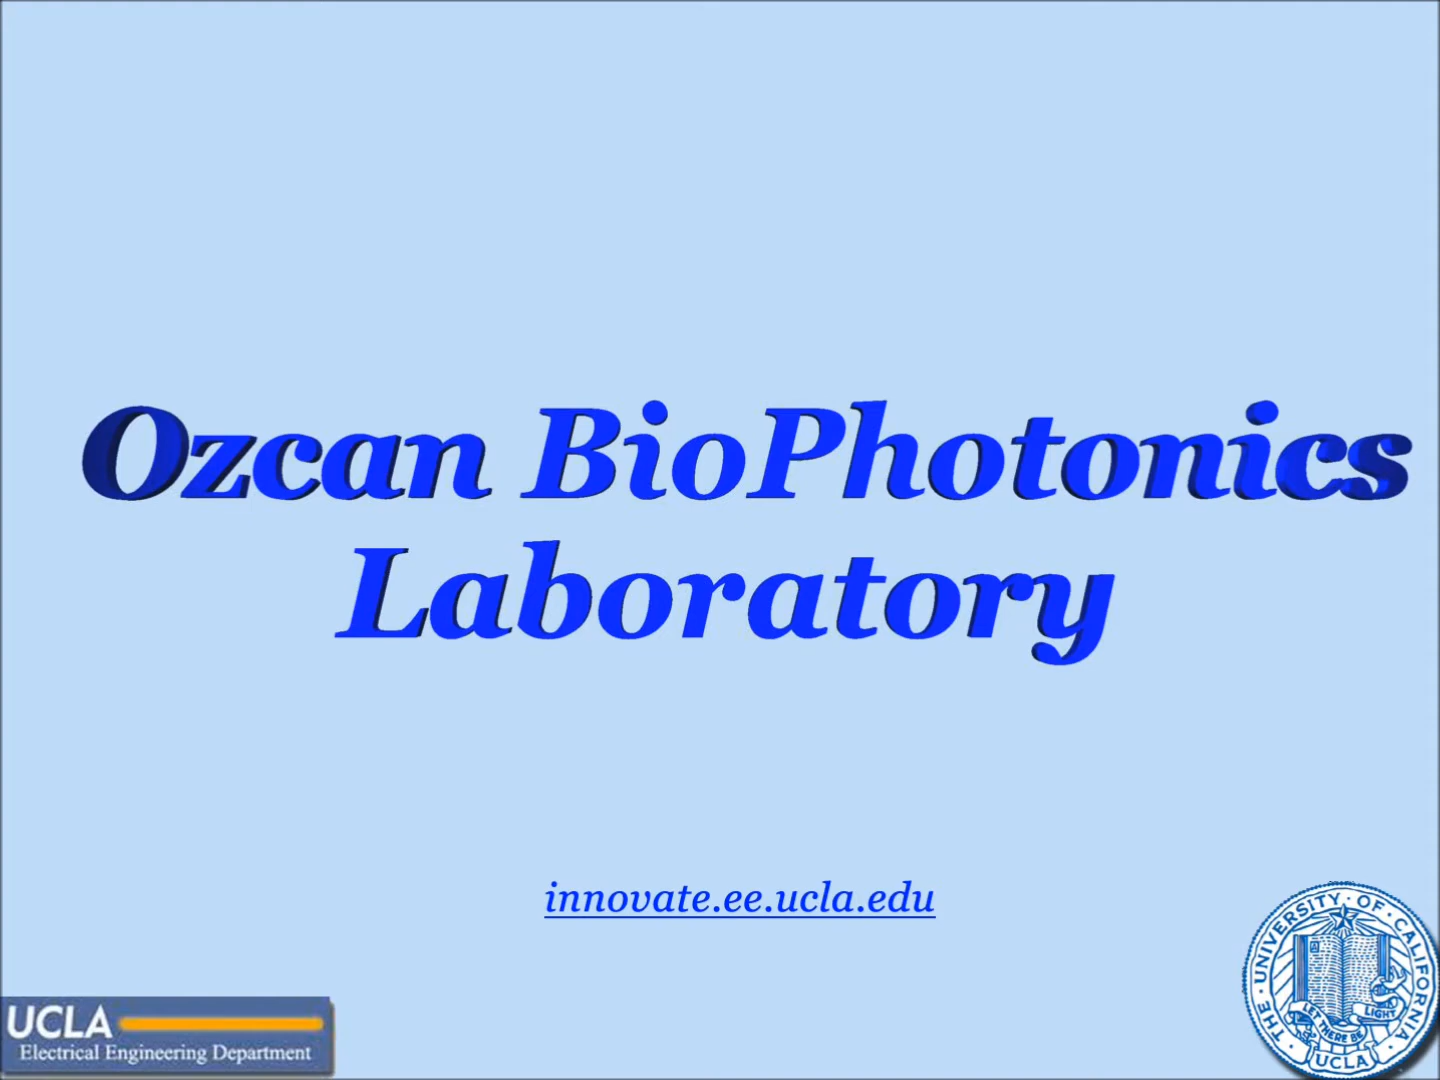 Ozcan BioPhotonics
Laboratory
innovate.ee.ucla.edu
UCLA
Electrical Engineering Department
THE · UNIVERSITY · OF · CALIFORNIA ·
LET THERE BE LIGHT
UCLA